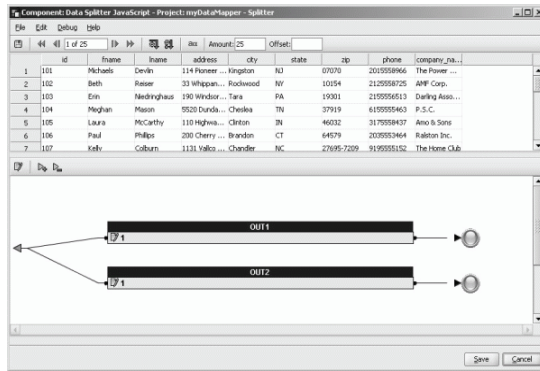 Component: Data Splitter JavaScript - Project: myDataMapper - Splitter
File Edit Debug Help
1 of 25 Amount: 25 Offset:
id fname lname address city state zip phone company_na...
1 101 Michaels Devlin 114 Pioneer ... Kingston NJ 07070 2015558966 The Power ...
2 102 Beth Reiser 33 Whippan... Rockwood NY 10154 2125558725 AMF Corp.
3 103 Erin Niedringhaus 190 Windsor... Tara PA 19301 2155556513 Darling Asso...
4 104 Meghan Mason 5520 Dunda... Cheslea TN 37919 6155555463 P.S.C.
5 105 Laura McCarthy 110 Highwa... Clinton IN 46032 3175558437 Amo & Sons
6 106 Paul Phillips 200 Cherry ... Brandon CT 64579 2035553464 Ralston Inc.
7 107 Kelly Colburn 1131 Vallco ... Chandler NC 27695-7209 9195555152 The Home Club
OUT1
1
OUT2
1
Save Cancel